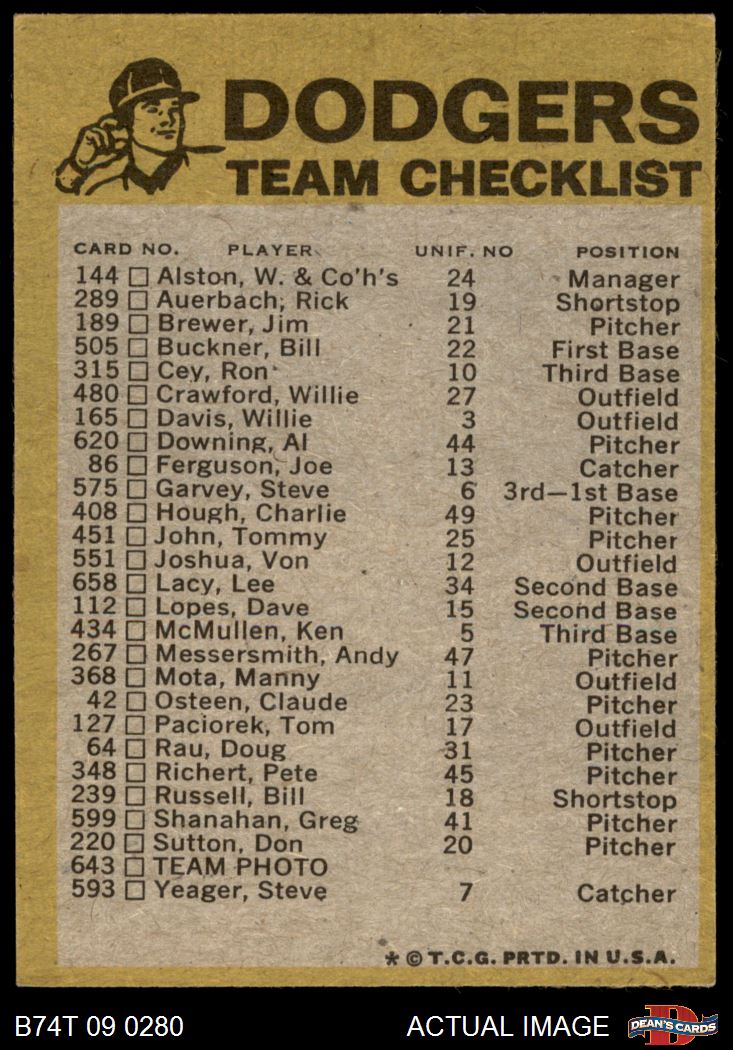 DODGERS
TEAM CHECKLIST
CARD NO. PLAYER UNIF. NO POSITION
144 Alston, W. & Co'h's 24 Manager
289 Auerbach, Rick 19 Shortstop
189 Brewer, Jim 21 Pitcher
505 Buckner, Bill 22 First Base
315 Cey, Ron 10 Third Base
480 Crawford, Willie 27 Outfield
165 Davis, Willie 3 Outfield
620 Downing, Al 44 Pitcher
86 Ferguson, Joe 13 Catcher
575 Garvey, Steve 6 3rd—1st Base
408 Hough, Charlie 49 Pitcher
451 John, Tommy 25 Pitcher
551 Joshua, Von 12 Outfield
658 Lacy, Lee 34 Second Base
112 Lopes, Dave 15 Second Base
434 McMullen, Ken 5 Third Base
267 Messersmith, Andy 47 Pitcher
368 Mota, Manny 11 Outfield
42 Osteen, Claude 23 Pitcher
127 Paciorek, Tom 17 Outfield
64 Rau, Doug 31 Pitcher
348 Richert, Pete 45 Pitcher
239 Russell, Bill 18 Shortstop
599 Shanahan, Greg 41 Pitcher
220 Sutton, Don 20 Pitcher
643 TEAM PHOTO
593 Yeager, Steve 7 Catcher
* © T.C.G. PRTD. IN U.S.A.
B74T 09 0280 ACTUAL IMAGE DEAN'S CARDS